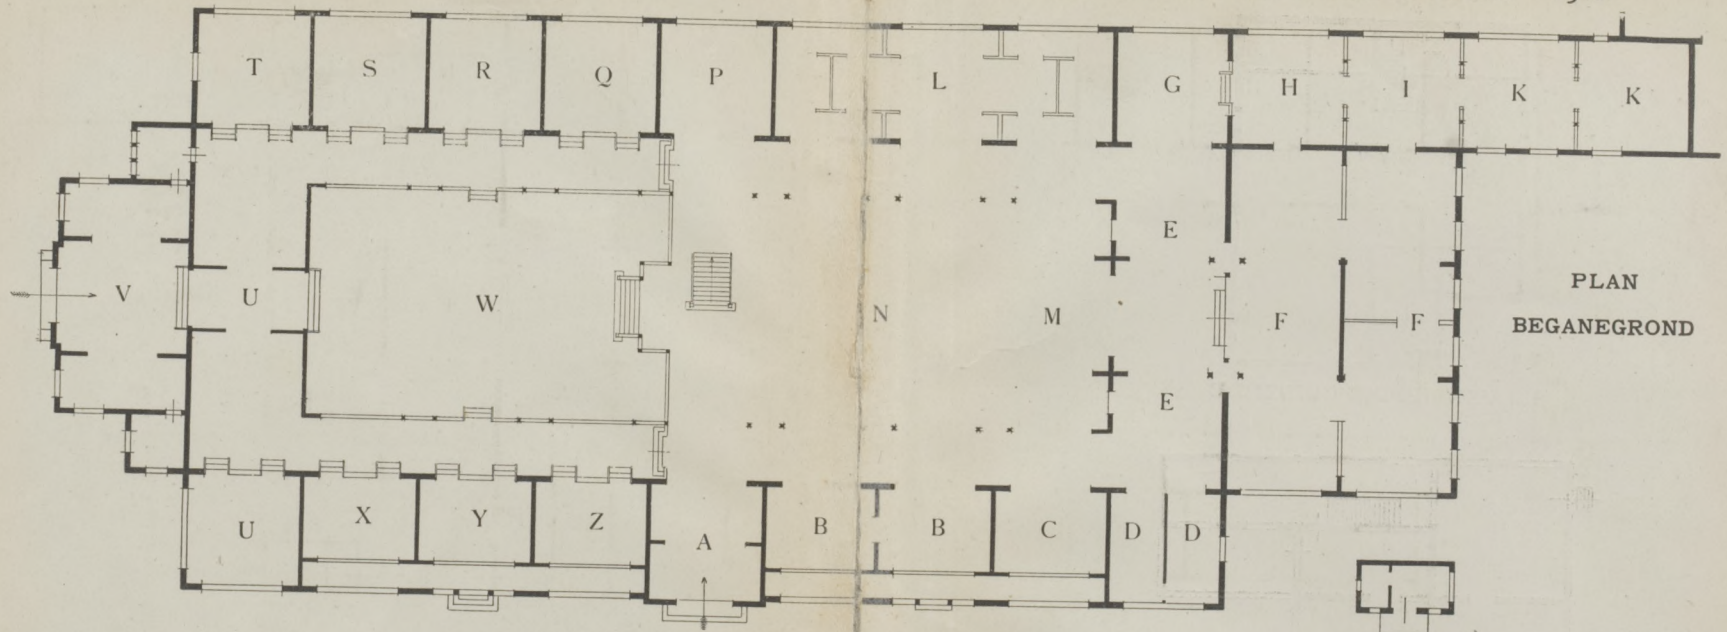 T S R Q P L G H I K K
E
V U W N M F F
PLAN
BEGANEGROND
E
U X Y Z A B B C D D